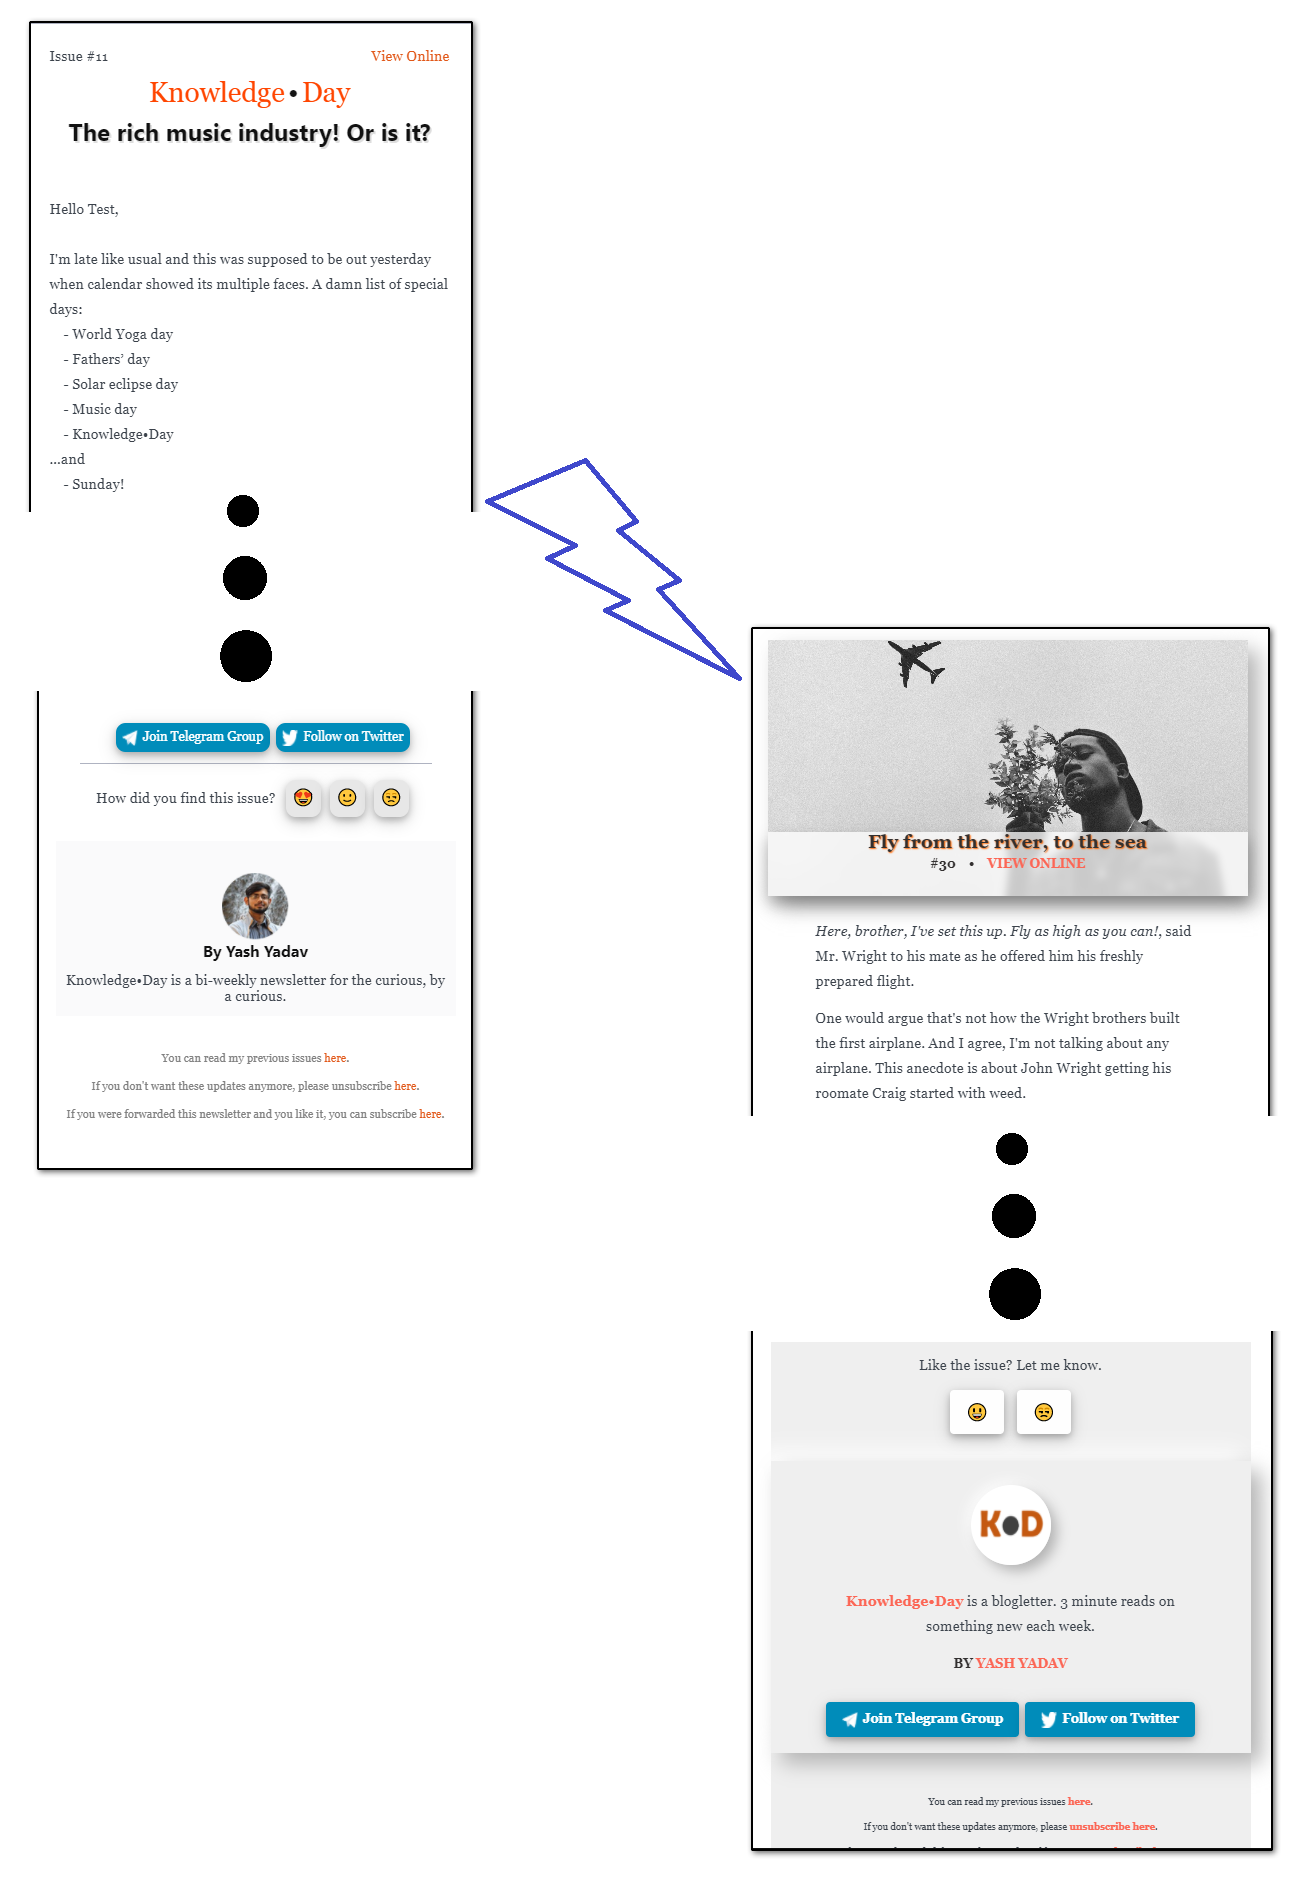 Issue #11
View Online
Knowledge•Day
The rich music industry! Or is it?
Hello Test,
I'm late like usual and this was supposed to be out yesterday
when calendar showed its multiple faces. A damn list of special
days:
- World Yoga day
- Fathers’ day
- Solar eclipse day
- Music day
- Knowledge•Day
...and
- Sunday!
Join Telegram Group
Follow on Twitter
How did you find this issue?
By Yash Yadav
Knowledge•Day is a bi-weekly newsletter for the curious, by
a curious.
You can read my previous issues here.
If you don't want these updates anymore, please unsubscribe here.
If you were forwarded this newsletter and you like it, you can subscribe here.
Fly from the river, to the sea
#30 • VIEW ONLINE
Here, brother, I've set this up. Fly as high as you can!, said
Mr. Wright to his mate as he offered him his freshly
prepared flight.
One would argue that's not how the Wright brothers built
the first airplane. And I agree, I'm not talking about any
airplane. This anecdote is about John Wright getting his
roomate Craig started with weed.
Like the issue? Let me know.
K●D
Knowledge•Day is a blogletter. 3 minute reads on
something new each week.
BY YASH YADAV
Join Telegram Group
Follow on Twitter
You can read my previous issues here.
If you don't want these updates anymore, please unsubscribe here.